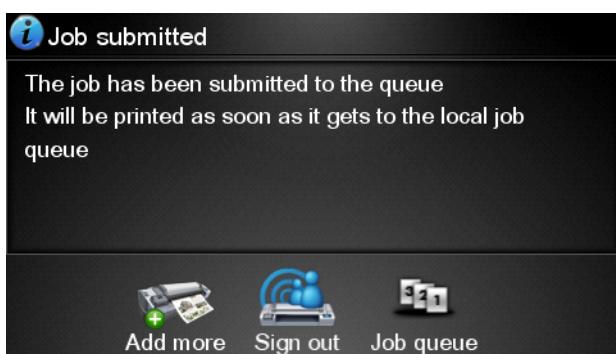 Job submitted
The job has been submitted to the queue
It will be printed as soon as it gets to the local job
queue
321
Add more Sign out Job queue